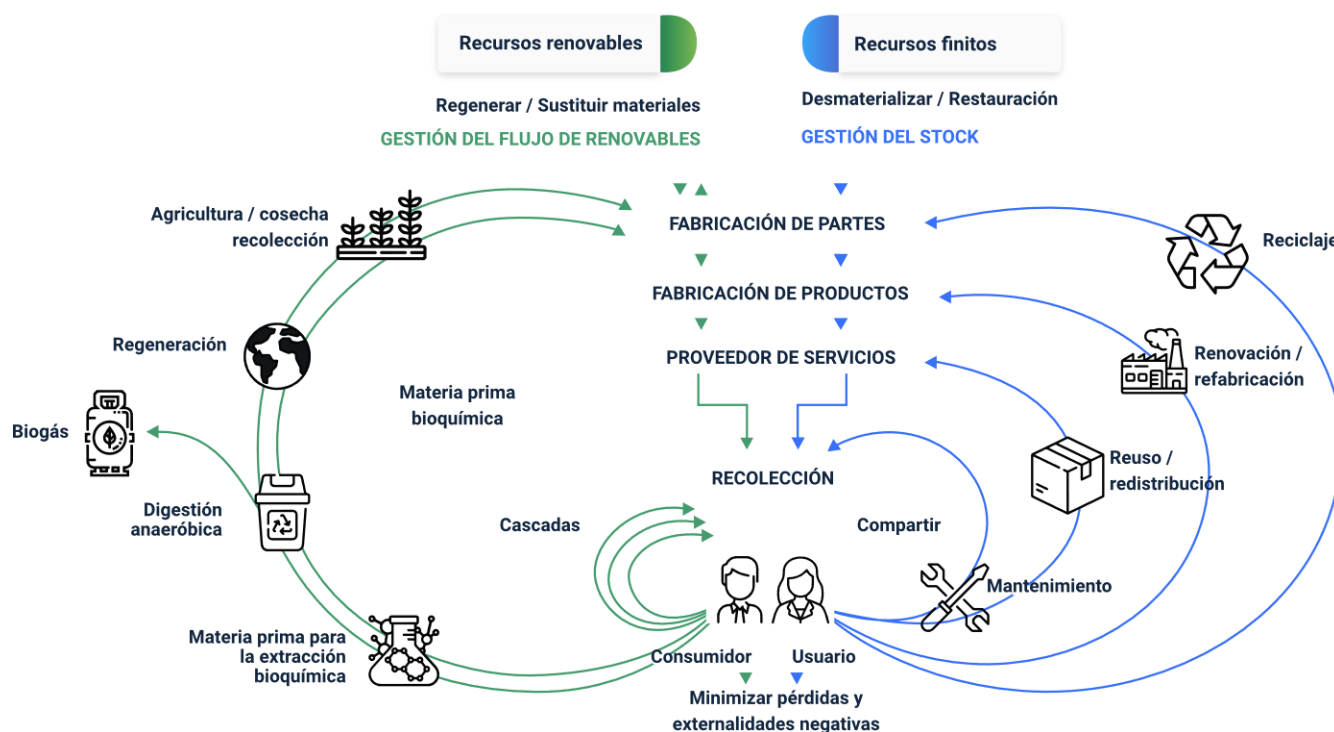 Recursos renovables
Recursos finitos
Regenerar / Sustituir materiales
GESTIÓN DEL FLUJO DE RENOVABLES
Desmaterializar / Restauración
GESTIÓN DEL STOCK
Agricultura / cosecha
recolección
FABRICACIÓN DE PARTES
Reciclaje
FABRICACIÓN DE PRODUCTOS
Regeneración
PROVEEDOR DE SERVICIOS
Renovación /
refabricación
Materia prima
bioquímica
Biogás
RECOLECCIÓN
Reuso /
redistribución
Digestión
anaeróbica
Cascadas
Compartir
Mantenimiento
Materia prima para
la extracción
bioquímica
Consumidor
Usuario
Minimizar pérdidas y
externalidades negativas